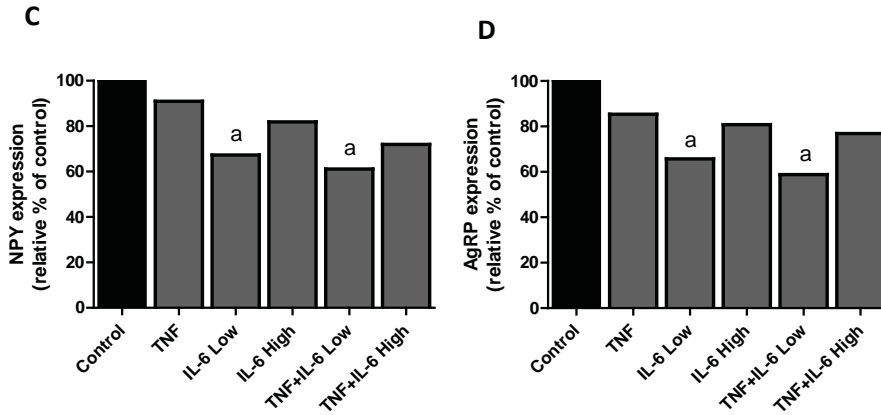 C
NPY expression
(relative % of control)
100
80
60
40
20
0
a
a
Control
TNF
IL-6 Low
IL-6 High
TNF+IL-6 Low
TNF+IL-6 High
D
AgRP expression
(relative % of control)
100
80
60
40
20
0
a
a
Control
TNF
IL-6 Low
IL-6 High
TNF+IL-6 Low
TNF+IL-6 High